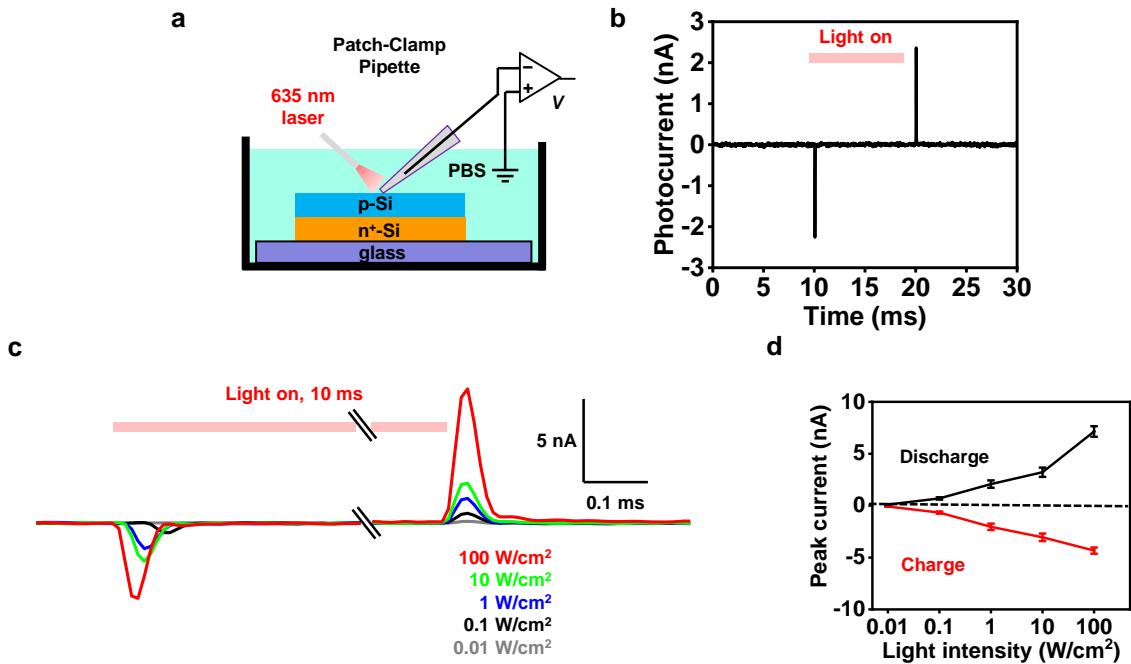 a
Patch-Clamp
Pipette
635 nm
laser
−
+
V
PBS
p-Si
n⁺-Si
glass
b
Light on
Photocurrent (nA)
3
2
1
0
-1
-2
-3
0 5 10 15 20 25 30
Time (ms)
c
Light on, 10 ms
5 nA
0.1 ms
100 W/cm²
10 W/cm²
1 W/cm²
0.1 W/cm²
0.01 W/cm²
d
Peak current (nA)
10
5
0
-5
-10
Discharge
Charge
0.01 0.1 1 10 100
Light intensity (W/cm²)